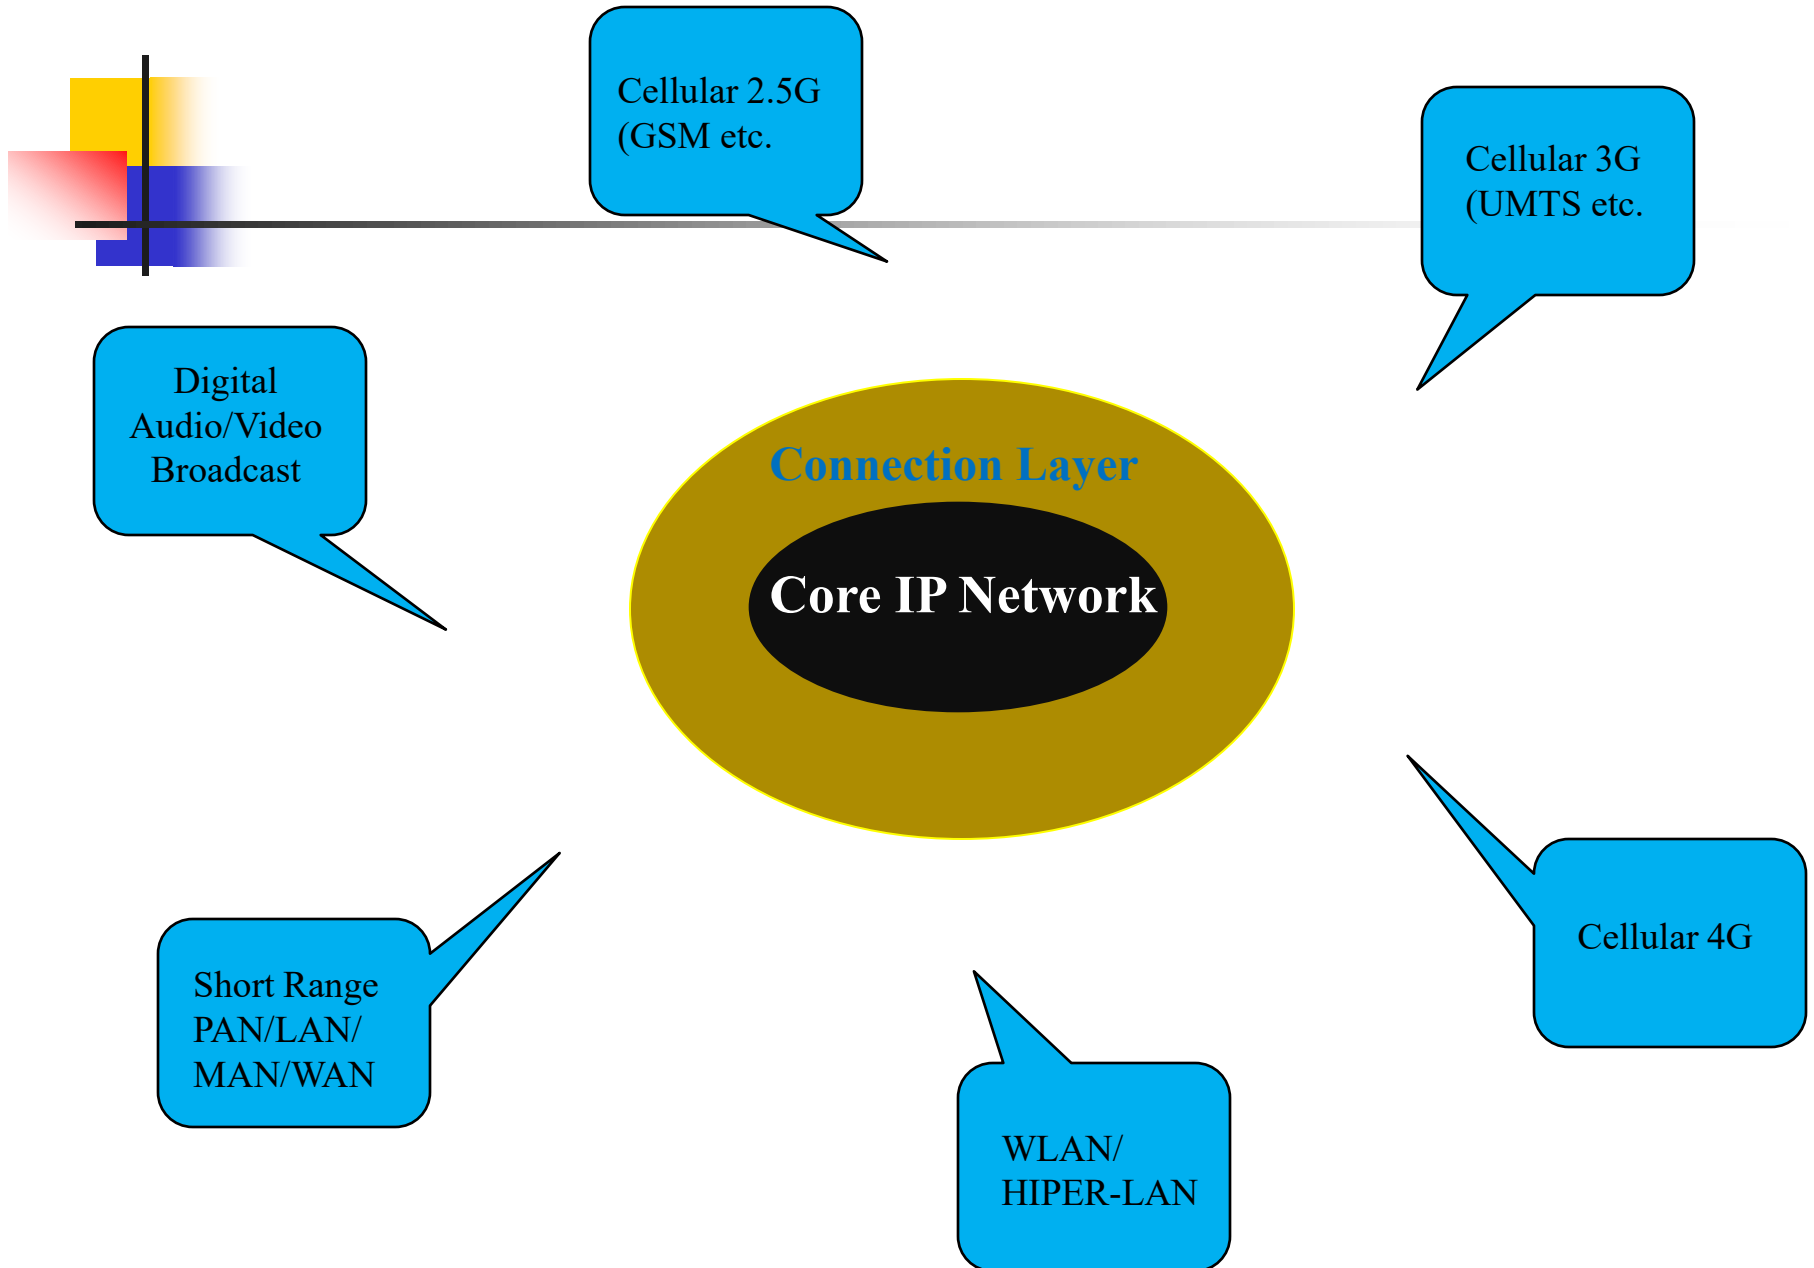 Cellular 2.5G
(GSM etc.
Cellular 3G
(UMTS etc.
Digital
Audio/Video
Broadcast
Connection Layer
Core IP Network
Cellular 4G
Short Range
PAN/LAN/
MAN/WAN
WLAN/
HIPER-LAN